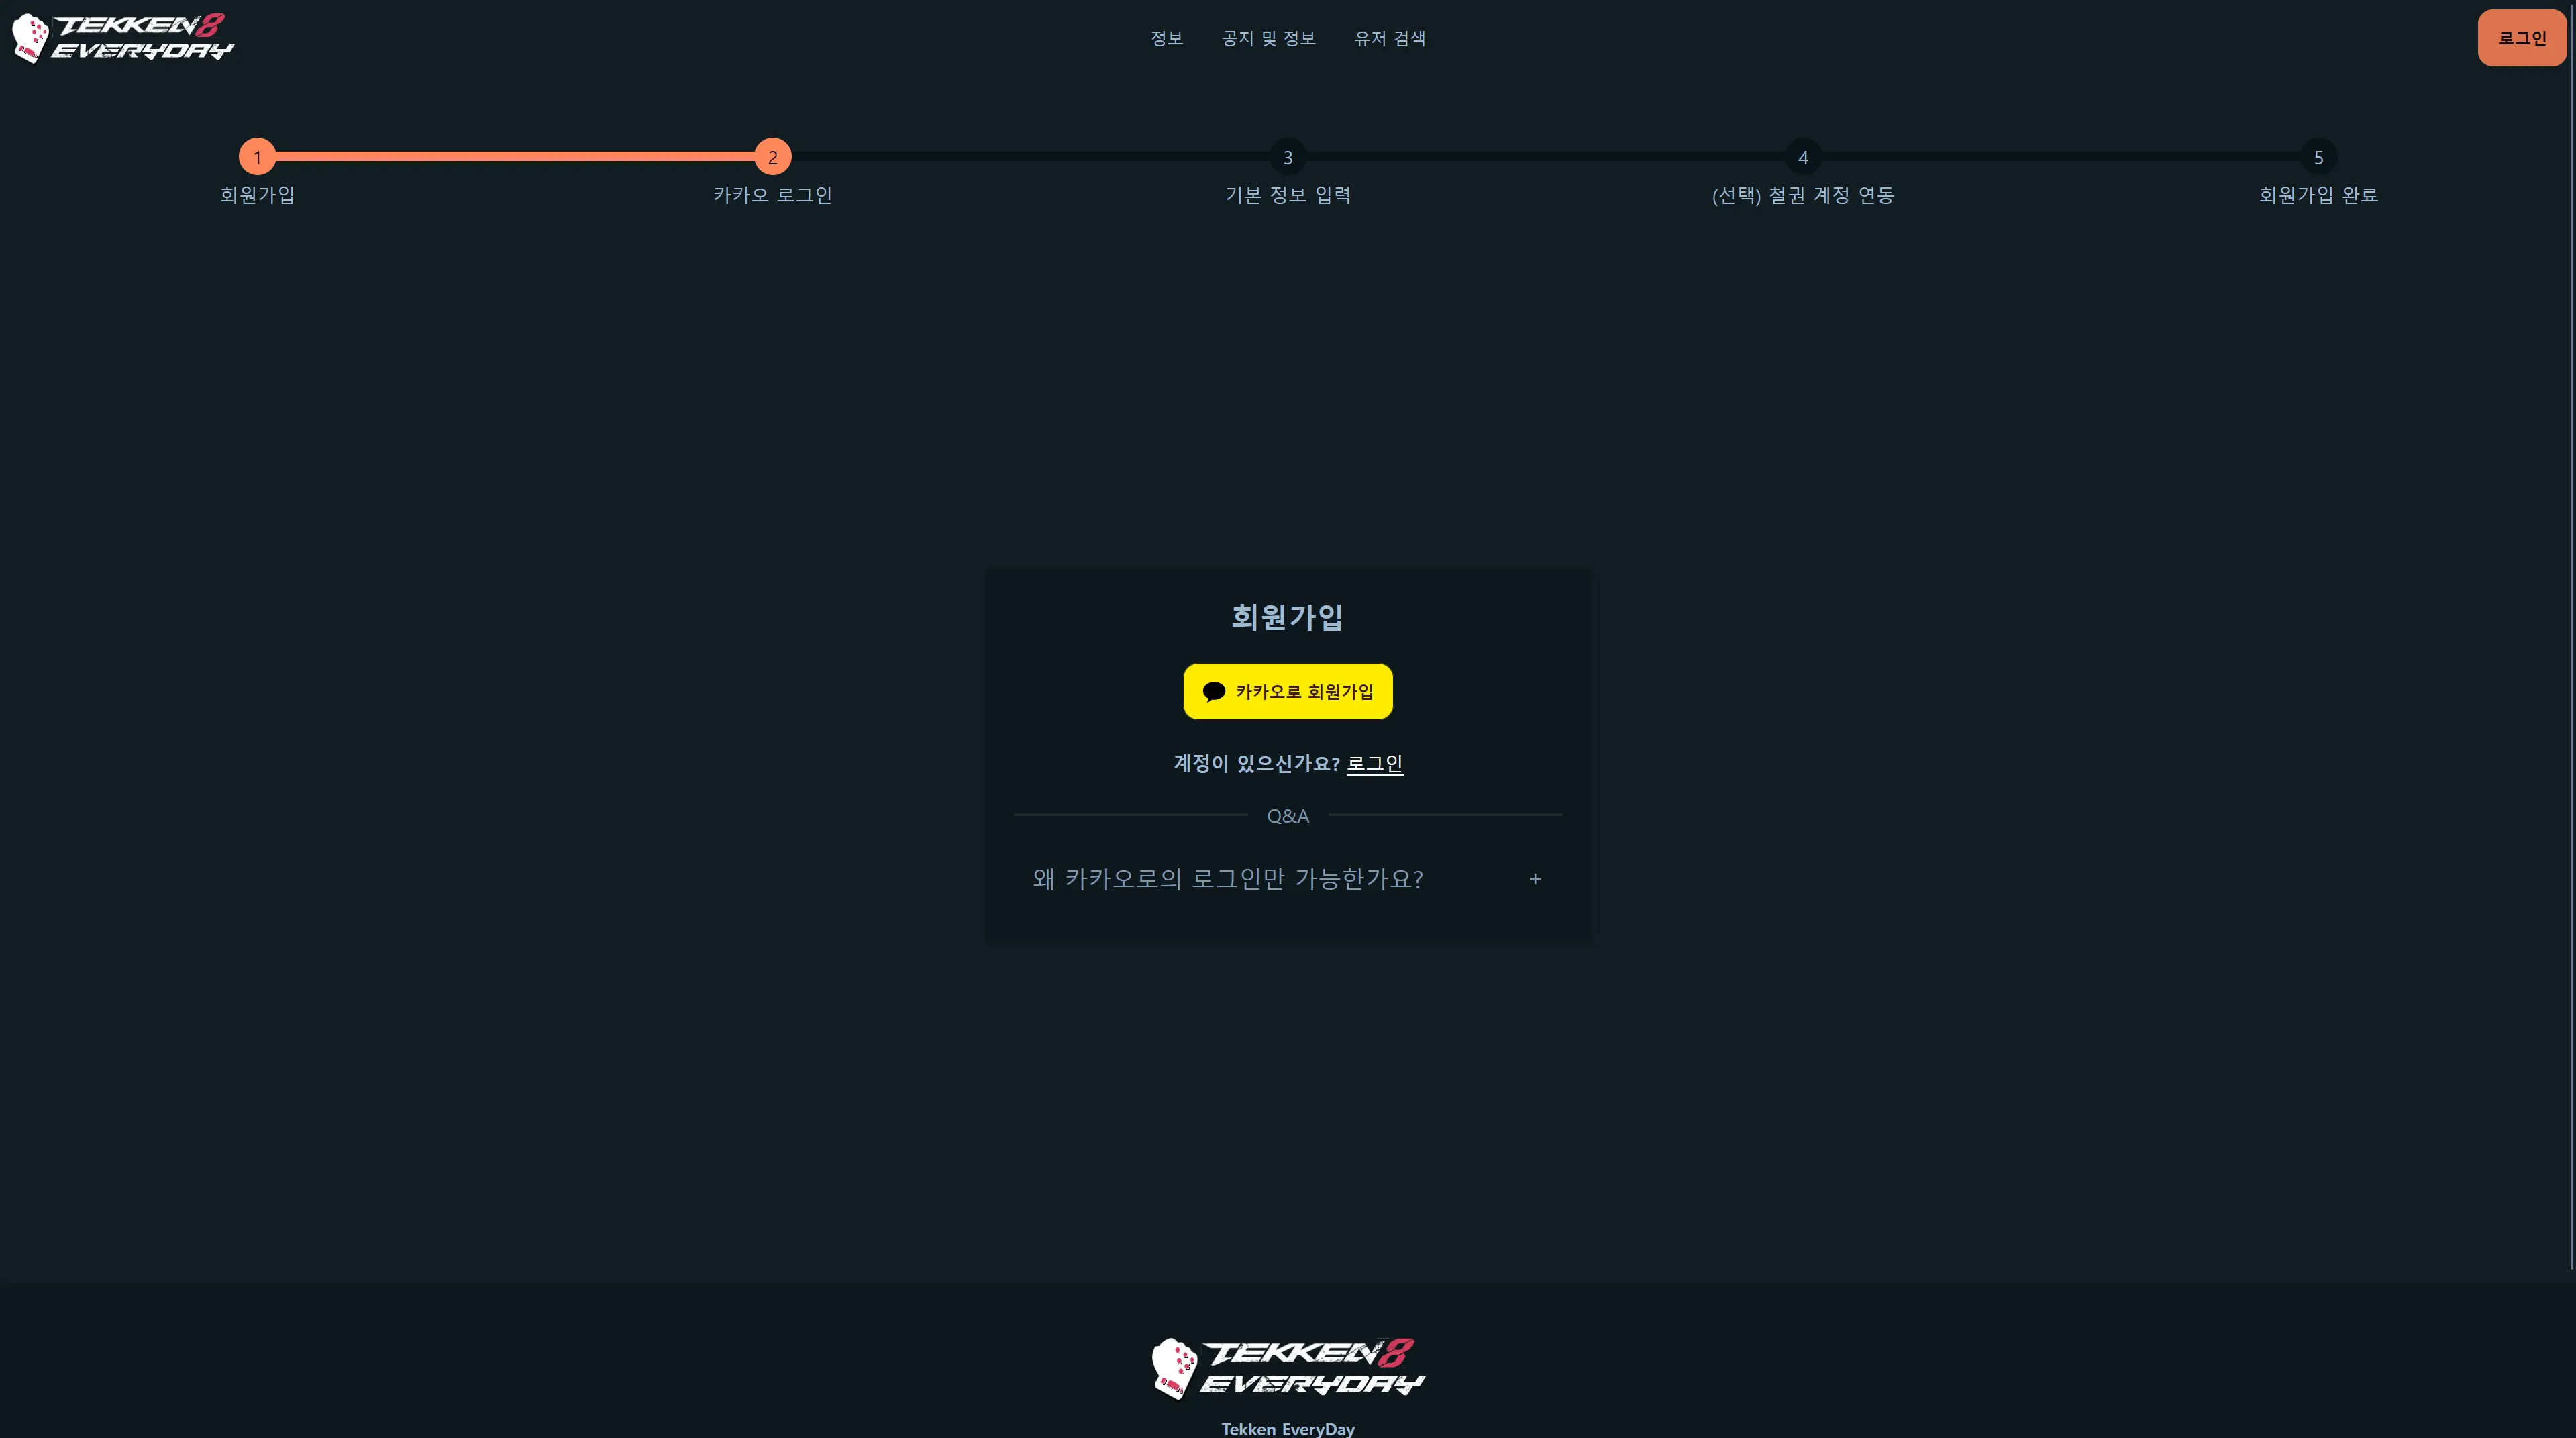 TEKKEN8
EVERYDAY
정보
공지 및 정보
유저 검색
로그인
1
2
3
4
5
회원가입
카카오 로그인
기본 정보 입력
(선택) 철권 계정 연동
회원가입 완료
회원가입
카카오로 회원가입
계정이 있으신가요? 로그인
Q&A
왜 카카오로의 로그인만 가능한가요? +
TEKKEN8
EVERYDAY
Tekken EveryDay